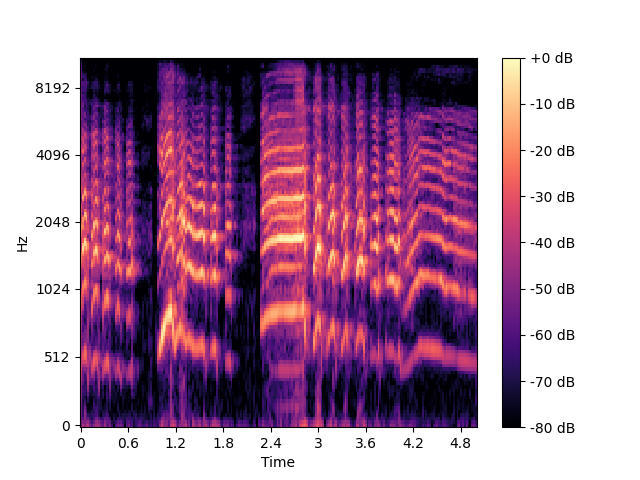 8192
4096
2048
1024
512
0
Hz
0 0.6 1.2 1.8 2.4 3 3.6 4.2 4.8
Time
+0 dB
-10 dB
-20 dB
-30 dB
-40 dB
-50 dB
-60 dB
-70 dB
-80 dB